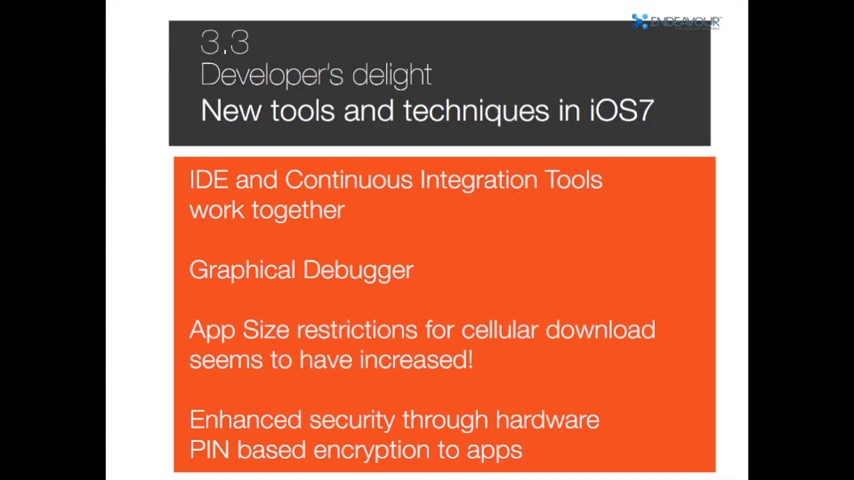 ENDEAVOUR
3.3
Developer's delight
New tools and techniques in iOS7
IDE and Continuous Integration Tools
work together
Graphical Debugger
App Size restrictions for cellular download
seems to have increased!
Enhanced security through hardware
PIN based encryption to apps